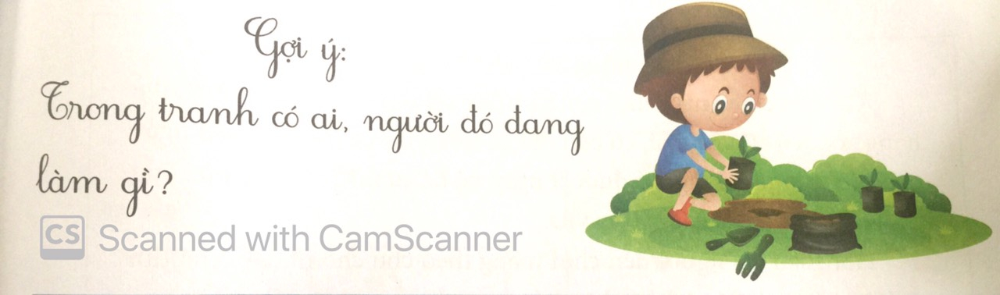 Gợi ý:
Trong tranh có ai, người đó đang
làm gì?
CS Scanned with CamScanner